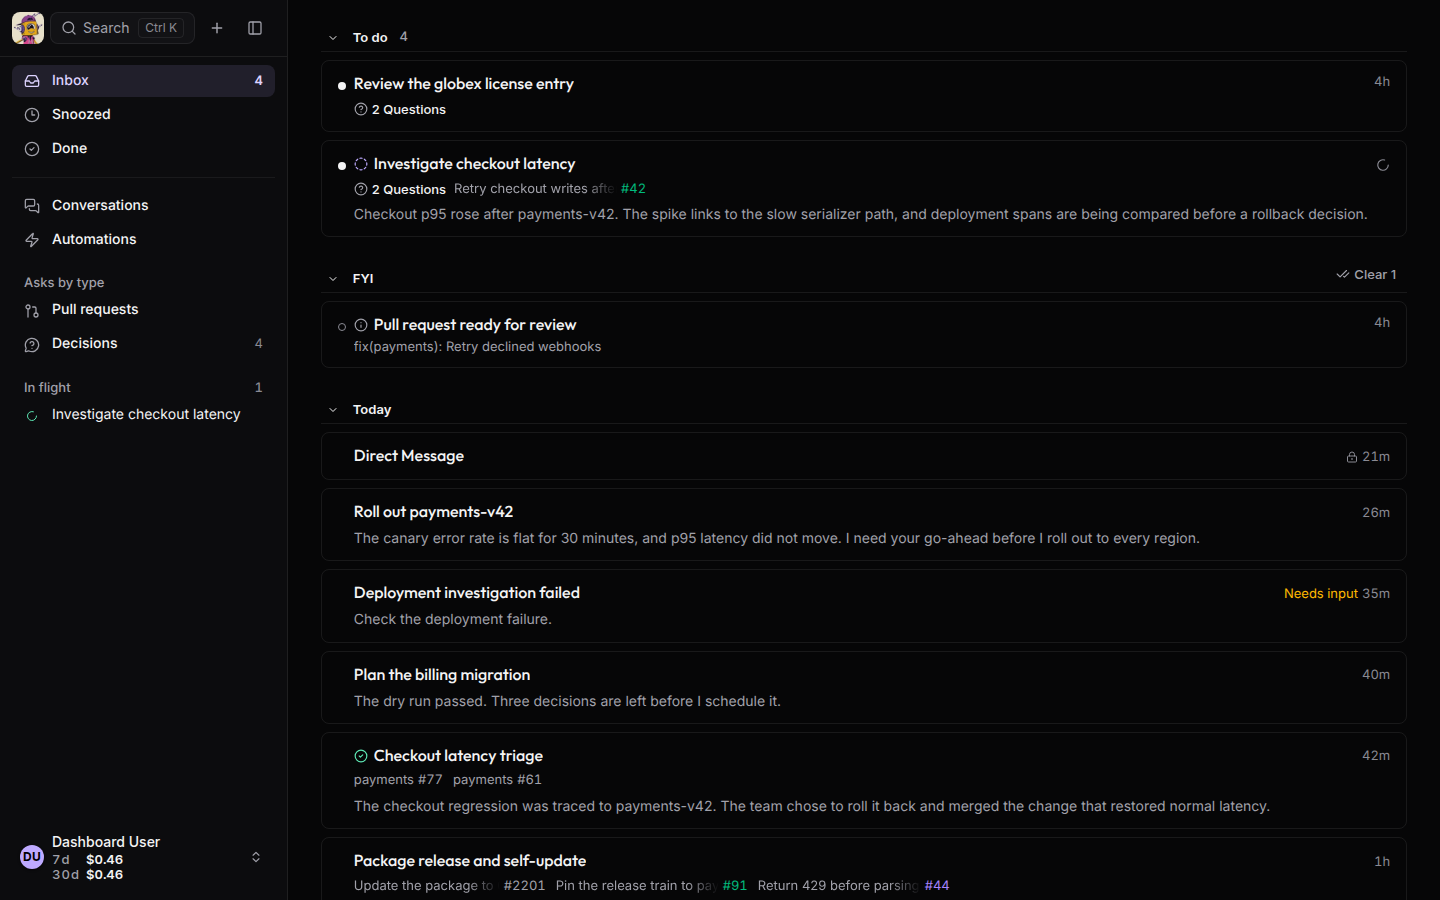 Search Ctrl K
Inbox 4
Snoozed
Done
Conversations
Automations
Asks by type
Pull requests
Decisions 4
In flight 1
Investigate checkout latency
DU
Dashboard User
7d $0.46
30d $0.46
To do 4
Review the globex license entry 4h
2 Questions
Investigate checkout latency
2 Questions Retry checkout writes afte #42
Checkout p95 rose after payments-v42. The spike links to the slow serializer path, and deployment spans are being compared before a rollback decision.
FYI Clear 1
Pull request ready for review 4h
fix(payments): Retry declined webhooks
Today
Direct Message 21m
Roll out payments-v42 26m
The canary error rate is flat for 30 minutes, and p95 latency did not move. I need your go-ahead before I roll out to every region.
Deployment investigation failed Needs input 35m
Check the deployment failure.
Plan the billing migration 40m
The dry run passed. Three decisions are left before I schedule it.
Checkout latency triage 42m
payments #77 payments #61
The checkout regression was traced to payments-v42. The team chose to roll it back and merged the change that restored normal latency.
Package release and self-update 1h
Update the package to #2201 Pin the release train to pa #91 Return 429 before parsing #44